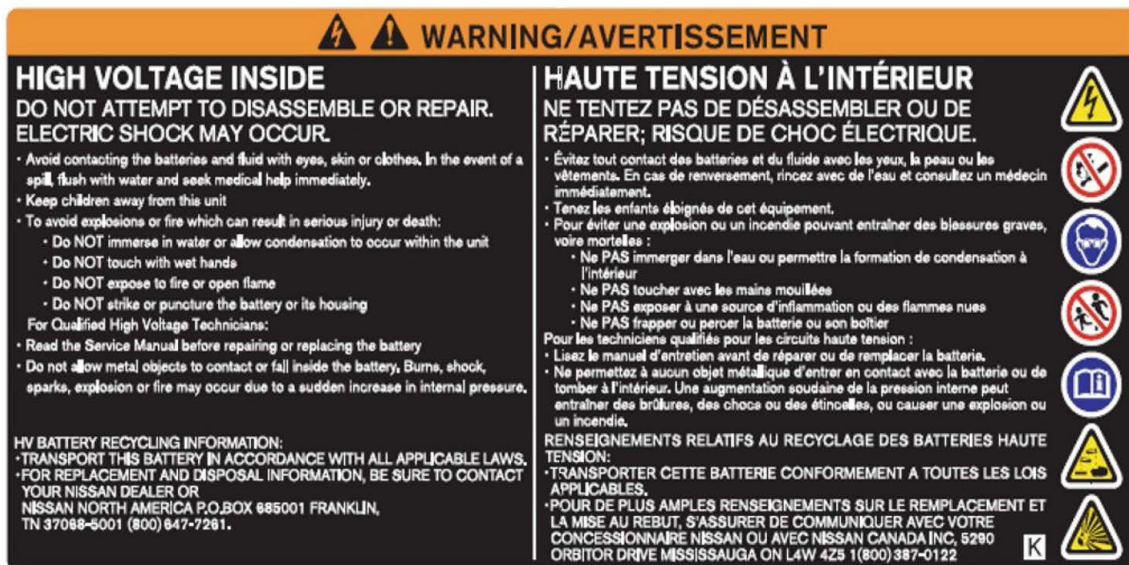 WARNING/AVERTISSEMENT
HIGH VOLTAGE INSIDE
DO NOT ATTEMPT TO DISASSEMBLE OR REPAIR.
ELECTRIC SHOCK MAY OCCUR.
· Avoid contacting the batteries and fluid with eyes, skin or clothes. In the event of a
spill, flush with water and seek medical help immediately.
· Keep children away from this unit
· To avoid explosions or fire which can result in serious injury or death:
· Do NOT immerse in water or allow condensation to occur within the unit
· Do NOT touch with wet hands
· Do NOT expose to fire or open flame
· Do NOT strike or puncture the battery or its housing
For Qualified High Voltage Technicians:
· Read the Service Manual before repairing or replacing the battery
· Do not allow metal objects to contact or fall inside the battery. Burns, shock,
sparks, explosion or fire may occur due to a sudden increase in internal pressure.
HV BATTERY RECYCLING INFORMATION:
·TRANSPORT THIS BATTERY IN ACCORDANCE WITH ALL APPLICABLE LAWS.
·FOR REPLACEMENT AND DISPOSAL INFORMATION, BE SURE TO CONTACT
YOUR NISSAN DEALER OR
NISSAN NORTH AMERICA P.O.BOX 685001 FRANKLIN,
TN 37068-5001 (800) 647-7261.
HAUTE TENSION À L'INTÉRIEUR
NE TENTEZ PAS DE DÉSASSEMBLER OU DE
RÉPARER; RISQUE DE CHOC ÉLECTRIQUE.
· Évitez tout contact des batteries et du fluide avec les yeux, la peau ou les
vêtements. En cas de renversement, rincez avec de l'eau et consultez un médecin
immédiatement.
· Tenez les enfants éloignés de cet équipement.
· Pour éviter une explosion ou un incendie pouvant entraîner des blessures graves,
voire mortelles :
· Ne PAS immerger dans l'eau ou permettre la formation de condensation à
l'intérieur
· Ne PAS toucher avec les mains mouillées
· Ne PAS exposer à une source d'inflammation ou des flammes nues
· Ne PAS frapper ou percer la batterie ou son boîtier
Pour les techniciens qualifiés pour les circuits haute tension :
· Lisez le manuel d'entretien avant de réparer ou de remplacer la batterie.
· Ne permettez à aucun objet métallique d'entrer en contact avec la batterie ou de
tomber à l'intérieur. Une augmentation soudaine de la pression interne peut
entraîner des brûlures, des chocs ou des étincelles, ou causer une explosion ou
un incendie.
RENSEIGNEMENTS RELATIFS AU RECYCLAGE DES BATTERIES HAUTE
TENSION:
·TRANSPORTER CETTE BATTERIE CONFORMEMENT A TOUTES LES LOIS
APPLICABLES.
·POUR DE PLUS AMPLES RENSEIGNEMENTS SUR LE REMPLACEMENT ET
LA MISE AU REBUT, S'ASSURER DE COMMUNIQUER AVEC VOTRE
CONCESSIONNAIRE NISSAN OU AVEC NISSAN CANADA INC, 5290
ORBITOR DRIVE MISSISSAUGA ON L4W 4Z5 1(800) 387-0122
K